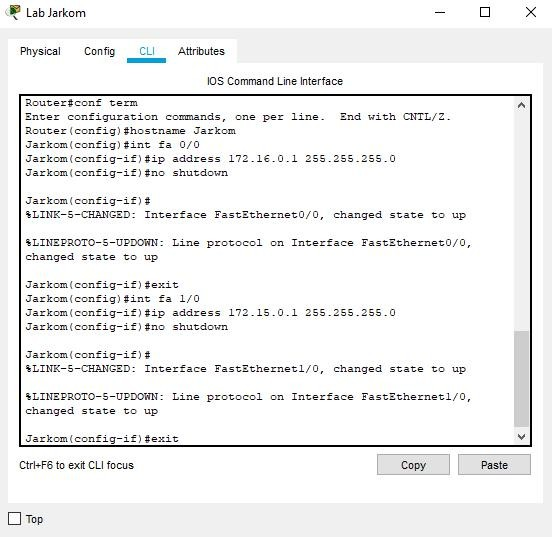 Lab Jarkom
Physical Config CLI Attributes
IOS Command Line Interface
Router#conf term
Enter configuration commands, one per line.  End with CNTL/Z.
Router(config)#hostname Jarkom
Jarkom(config)#int fa 0/0
Jarkom(config-if)#ip address 172.16.0.1 255.255.255.0
Jarkom(config-if)#no shutdown
Jarkom(config-if)#
%LINK-5-CHANGED: Interface FastEthernet0/0, changed state to up
%LINEPROTO-5-UPDOWN: Line protocol on Interface FastEthernet0/0,
changed state to up
Jarkom(config-if)#exit
Jarkom(config)#int fa 1/0
Jarkom(config-if)#ip address 172.15.0.1 255.255.255.0
Jarkom(config-if)#no shutdown
Jarkom(config-if)#
%LINK-5-CHANGED: Interface FastEthernet1/0, changed state to up
%LINEPROTO-5-UPDOWN: Line protocol on Interface FastEthernet1/0,
changed state to up
Jarkom(config-if)#exit
Ctrl+F6 to exit CLI focus
Copy Paste
Top